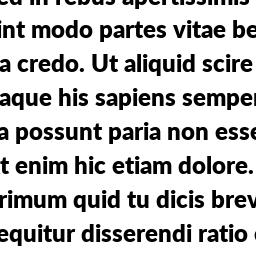 ed in rebus apertissimis
int modo partes vitae be
a credo. Ut aliquid scire
aque his sapiens semper
a possunt paria non esse
t enim hic etiam dolore.
rimum quid tu dicis brev
equitur disserendi ratio